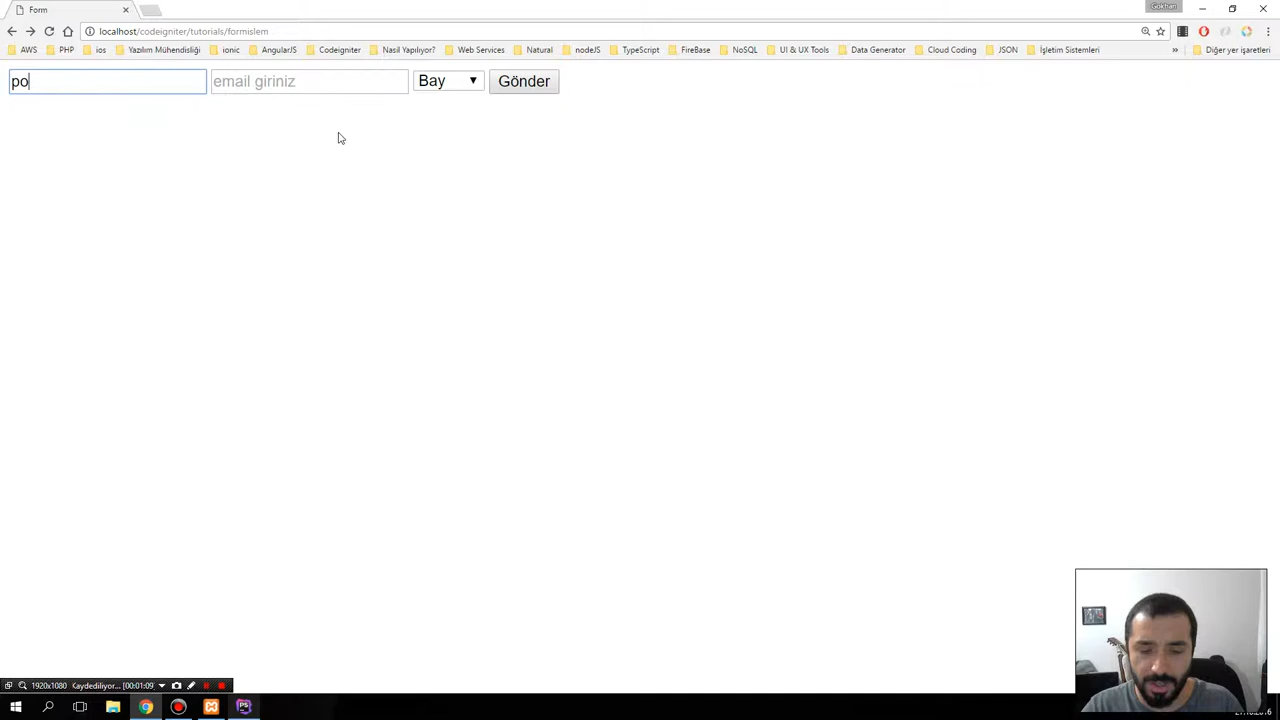 Form
Gökhan
localhost/codeigniter/tutorials/formislem
AWS PHP ios Yazılım Mühendisliği ionic AngularJS Codeigniter Nasıl Yapılıyor? Web Services Natural nodeJS TypeScript FireBase NoSQL UI & UX Tools Data Generator Cloud Coding JSON İşletim Sistemleri » Diğer yer işaretleri
po email giriniz Bay Gönder
1920x1080 Kaydediliyor... [00:01:09]
PS